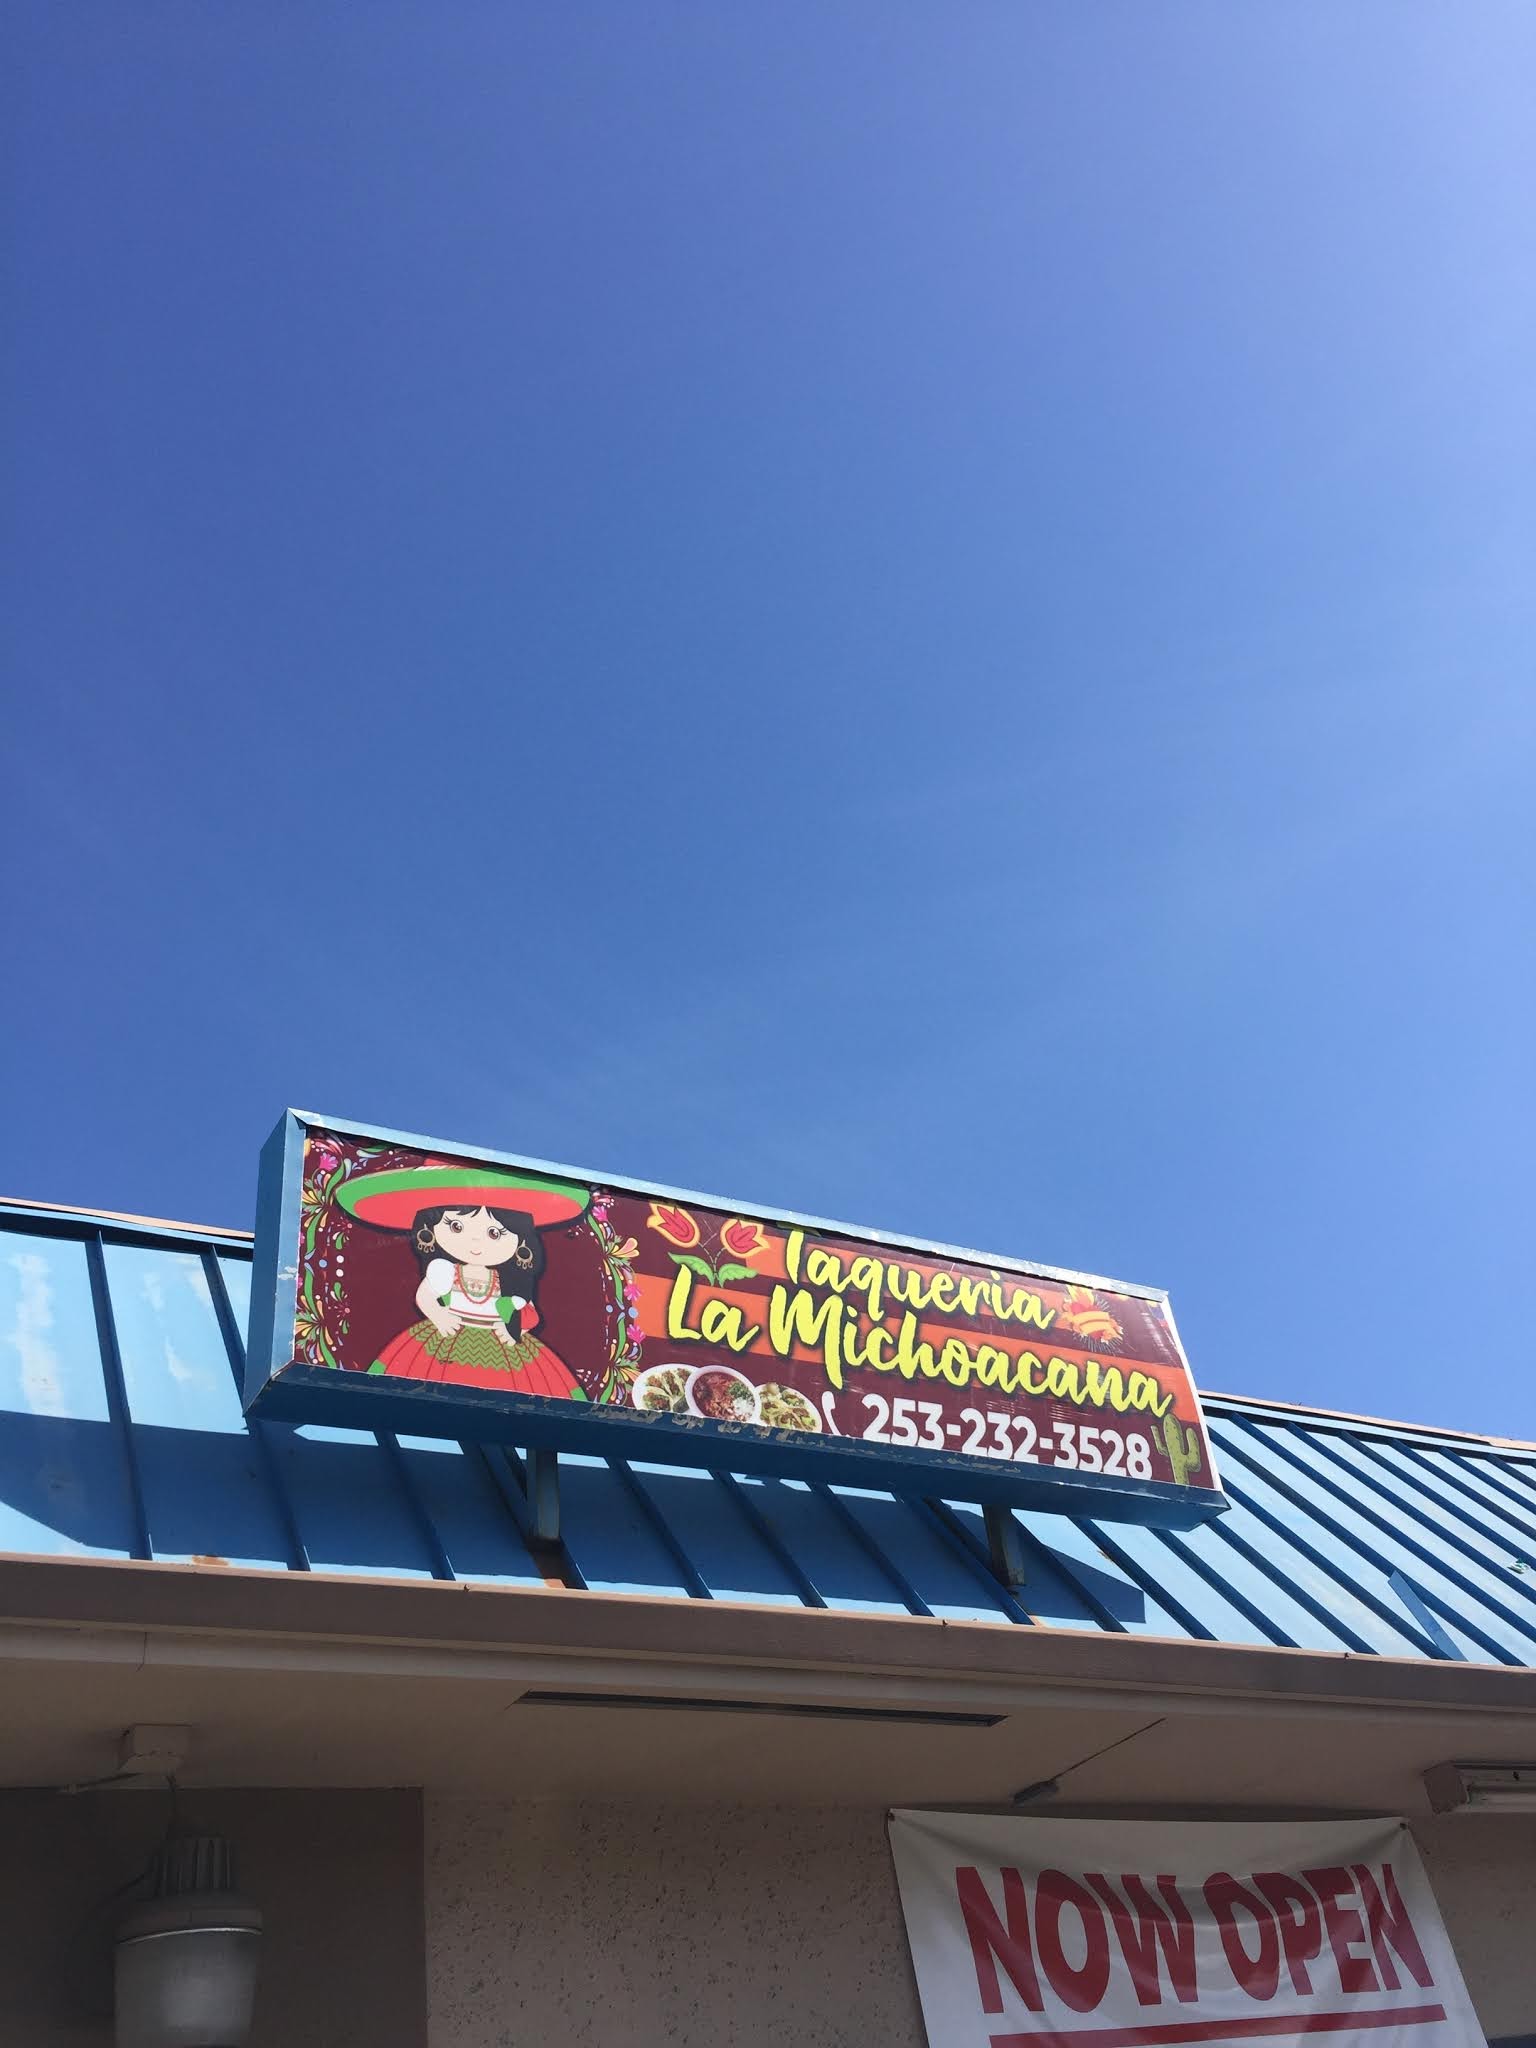 Taqueria
La Michoacana
253-232-3528
NOW OPEN